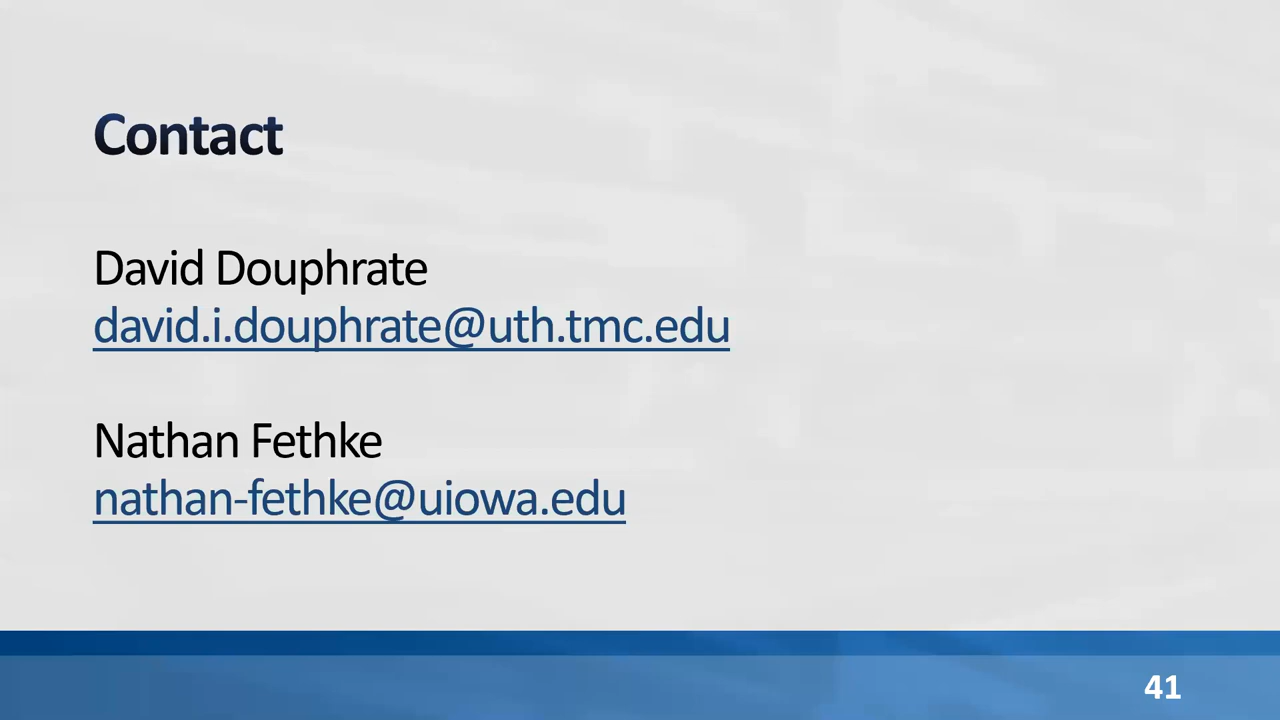 Contact
David Douphrate
david.i.douphrate@uth.tmc.edu
Nathan Fethke
nathan-fethke@uiowa.edu
41